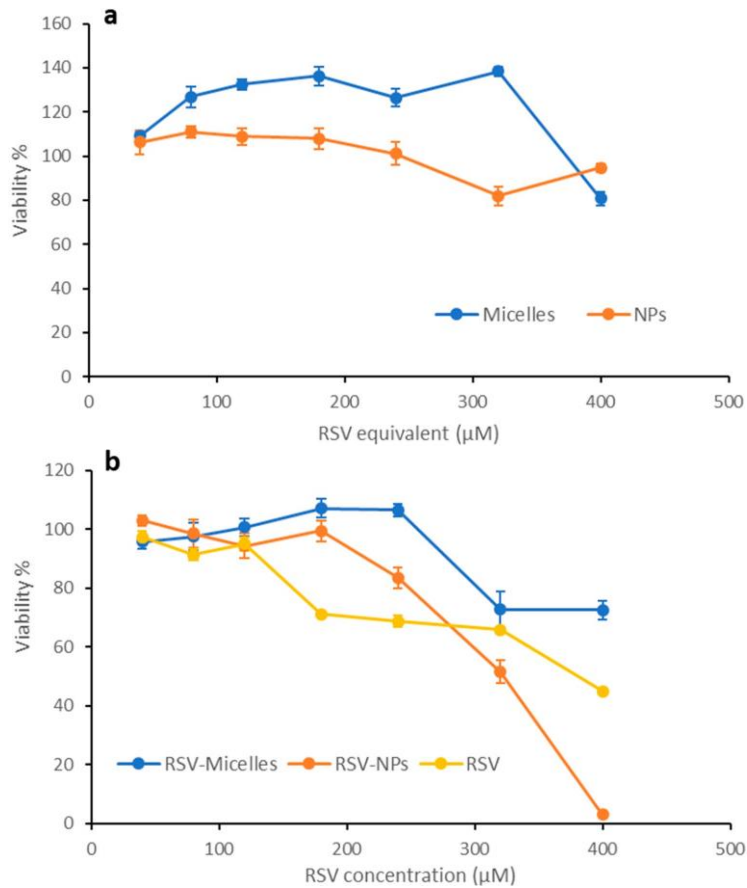 a
160
140
120
100
80
60
40
20
0
Viability %
Micelles NPs
0 100 200 300 400 500
RSV equivalent (µM)
b
120
100
80
60
40
20
0
Viability %
RSV-Micelles RSV-NPs RSV
0 100 200 300 400 500
RSV concentration (µM)